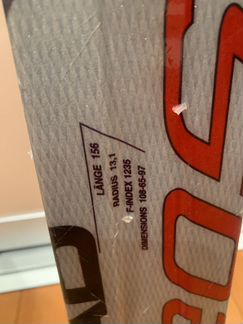 LÄNGE 156
RADIUS 13,1
F-INDEX 1235
DIMENSIONS 108-65-97